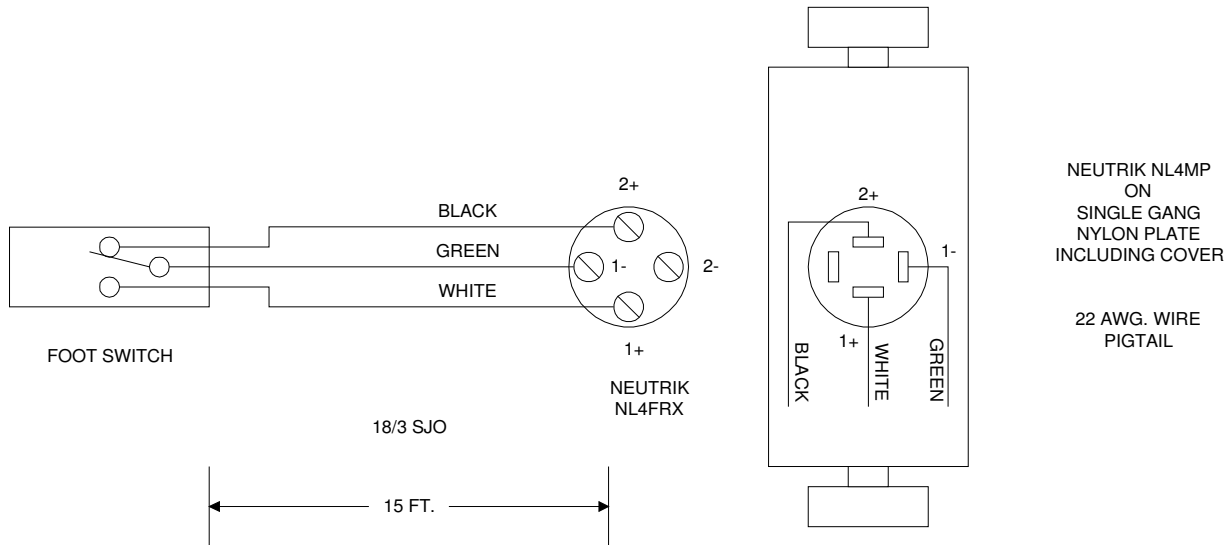 2+
BLACK
GREEN
1-
2-
WHITE
1+
FOOT SWITCH
NEUTRIK
NL4FRX
18/3 SJO
15 FT.
2+
1-
1+
BLACK
WHITE
GREEN
NEUTRIK NL4MP
ON
SINGLE GANG
NYLON PLATE
INCLUDING COVER
22 AWG. WIRE
PIGTAIL